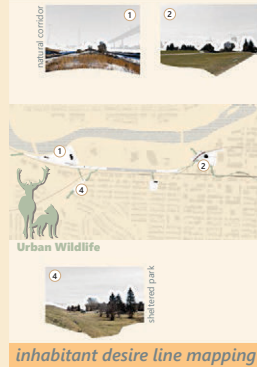 natural corridor
1
2
1
2
4
Urban Wildlife
4
sheltered park
inhabitant desire line mapping